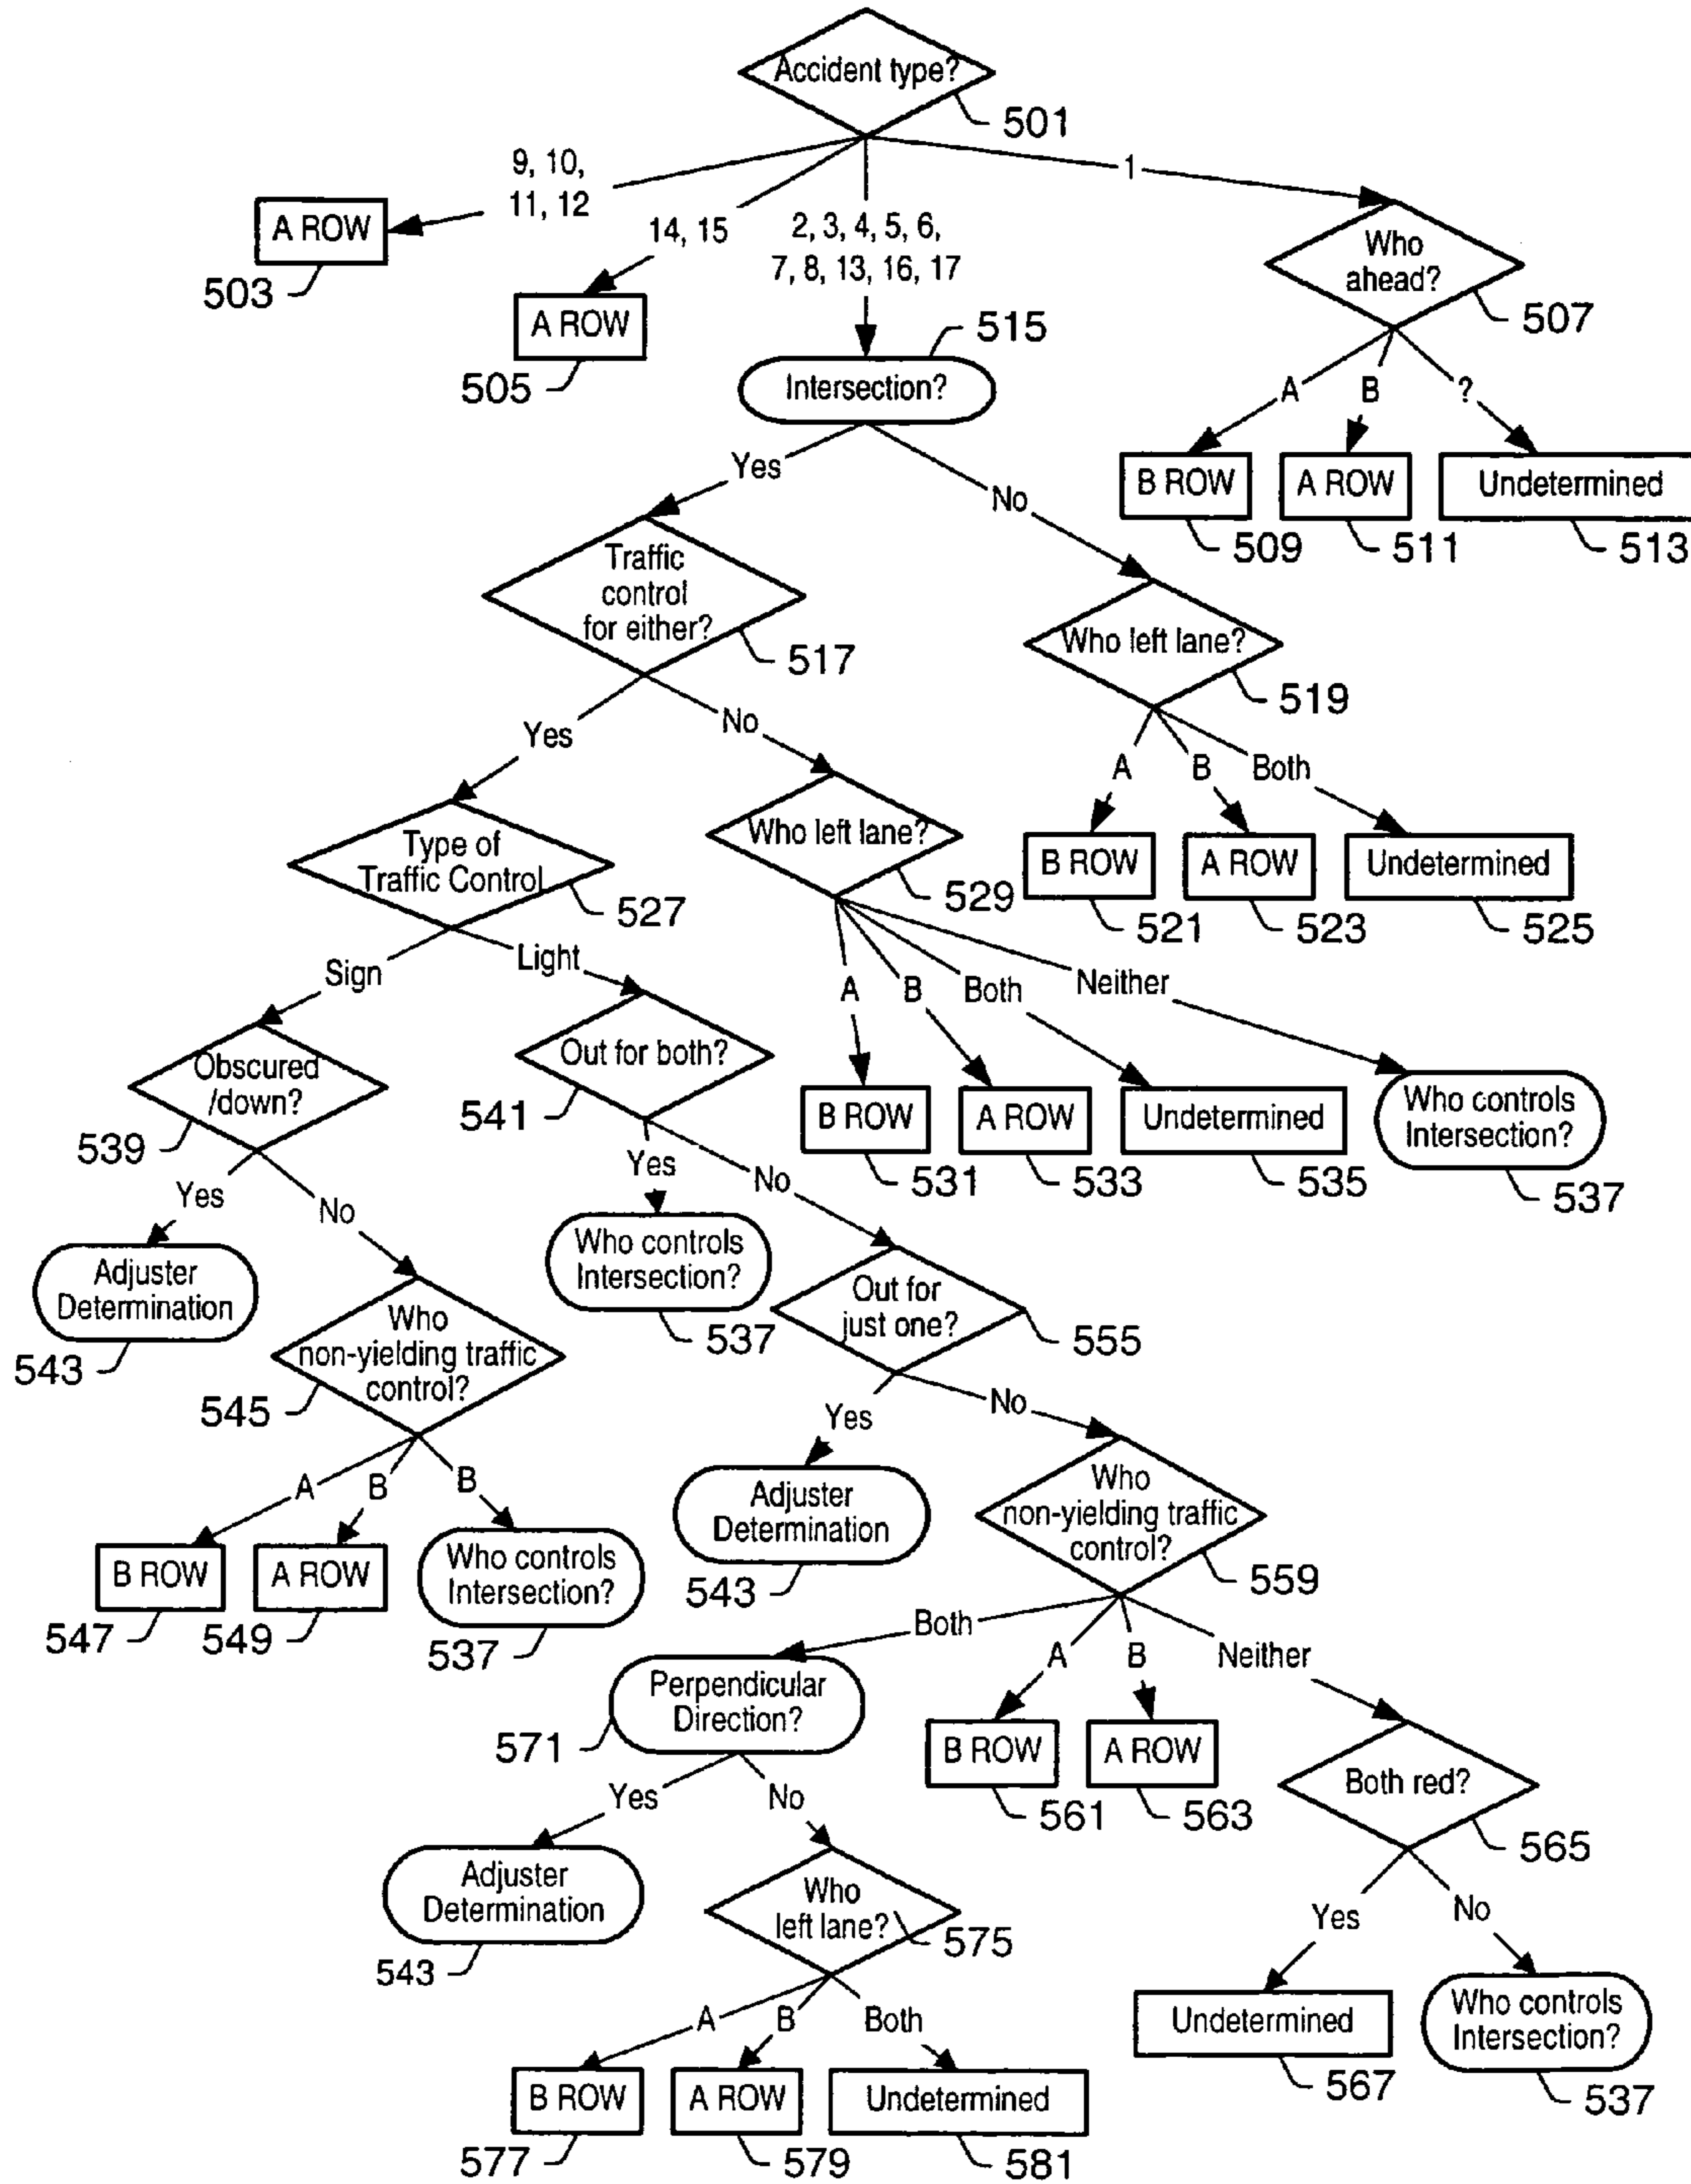 Accident type?
501
9, 10,
11, 12
1
A ROW
503
14, 15
2, 3, 4, 5, 6,
7, 8, 13, 16, 17
Who
ahead?
507
A ROW
505
515
Intersection?
A
B
?
B ROW
A ROW
Undetermined
509
511
513
Yes
No
Traffic
control
for either?
517
Who left lane?
519
A
B
Both
B ROW
A ROW
Undetermined
521
523
525
Yes
No
Type of
Traffic Control
527
Who left lane?
529
A
B
Both
Neither
B ROW
A ROW
Undetermined
Who controls
Intersection?
531
533
535
537
Sign
Light
Obscured
/down?
539
Out for both?
541
Yes
No
Adjuster
Determination
543
Who
non-yielding traffic
control?
545
Yes
No
Who controls
Intersection?
537
Out for
just one?
555
A
B
B
B ROW
A ROW
Who controls
Intersection?
547
549
537
Yes
No
Adjuster
Determination
543
Who
non-yielding traffic
control?
559
Both
A
B
Neither
Perpendicular
Direction?
571
B ROW
A ROW
561
563
Both red?
565
Yes
No
Adjuster
Determination
543
Who
left lane?
575
Yes
No
Undetermined
567
Who controls
Intersection?
537
A
B
Both
B ROW
A ROW
Undetermined
577
579
581